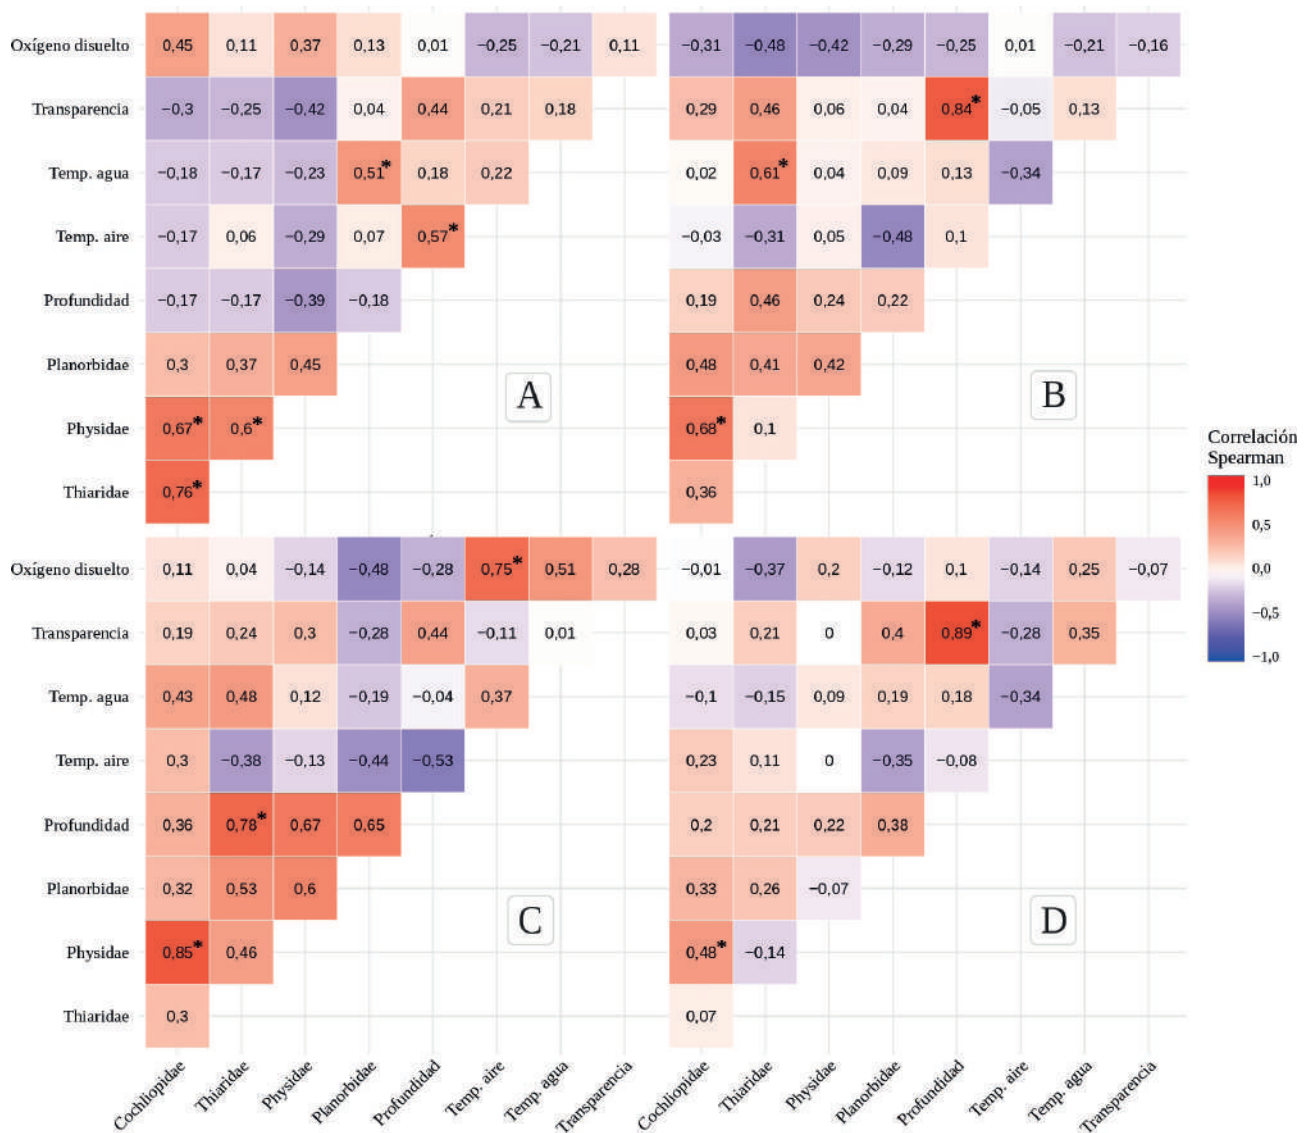 Oxígeno disuelto 0,45 0,11 0,37 0,13 0,01 −0,25 −0,21 0,11 −0,31 −0,48 −0,42 −0,29 −0,25 0,01 −0,21 −0,16
Transparencia −0,3 −0,25 −0,42 0,04 0,44 0,21 0,18 0,29 0,46 0,06 0,04 0,84* −0,05 0,13
Temp. agua −0,18 −0,17 −0,23 0,51* 0,18 0,22 0,02 0,61* 0,04 0,09 0,13 −0,34
Temp. aire −0,17 0,06 −0,29 0,07 0,57* −0,03 −0,31 0,05 −0,48 0,1
Profundidad −0,17 −0,17 −0,39 −0,18 0,19 0,46 0,24 0,22
Planorbidae 0,3 0,37 0,45 0,48 0,41 0,42
A B
Physidae 0,67* 0,6* 0,68* 0,1
Thiaridae 0,76* 0,36
Correlación
Spearman
1,0
0,5
0,0
−0,5
−1,0
Oxígeno disuelto 0,11 0,04 −0,14 −0,48 −0,28 0,75* 0,51 0,28 −0,01 −0,37 0,2 −0,12 0,1 −0,14 0,25 −0,07
Transparencia 0,19 0,24 0,3 −0,28 0,44 −0,11 0,01 0,03 0,21 0 0,4 0,89* −0,28 0,35
Temp. agua 0,43 0,48 0,12 −0,19 −0,04 0,37 −0,1 −0,15 0,09 0,19 0,18 −0,34
Temp. aire 0,3 −0,38 −0,13 −0,44 −0,53 0,23 0,11 0 −0,35 −0,08
Profundidad 0,36 0,78* 0,67 0,65 0,2 0,21 0,22 0,38
Planorbidae 0,32 0,53 0,6 0,33 0,26 −0,07
C D
Physidae 0,85* 0,46 0,48* −0,14
Thiaridae 0,3 0,07
Cochliopidae Thiaridae Physidae Planorbidae Profundidad Temp. aire Temp. agua Transparencia Cochliopidae Thiaridae Physidae Planorbidae Profundidad Temp. aire Temp. agua Transparencia